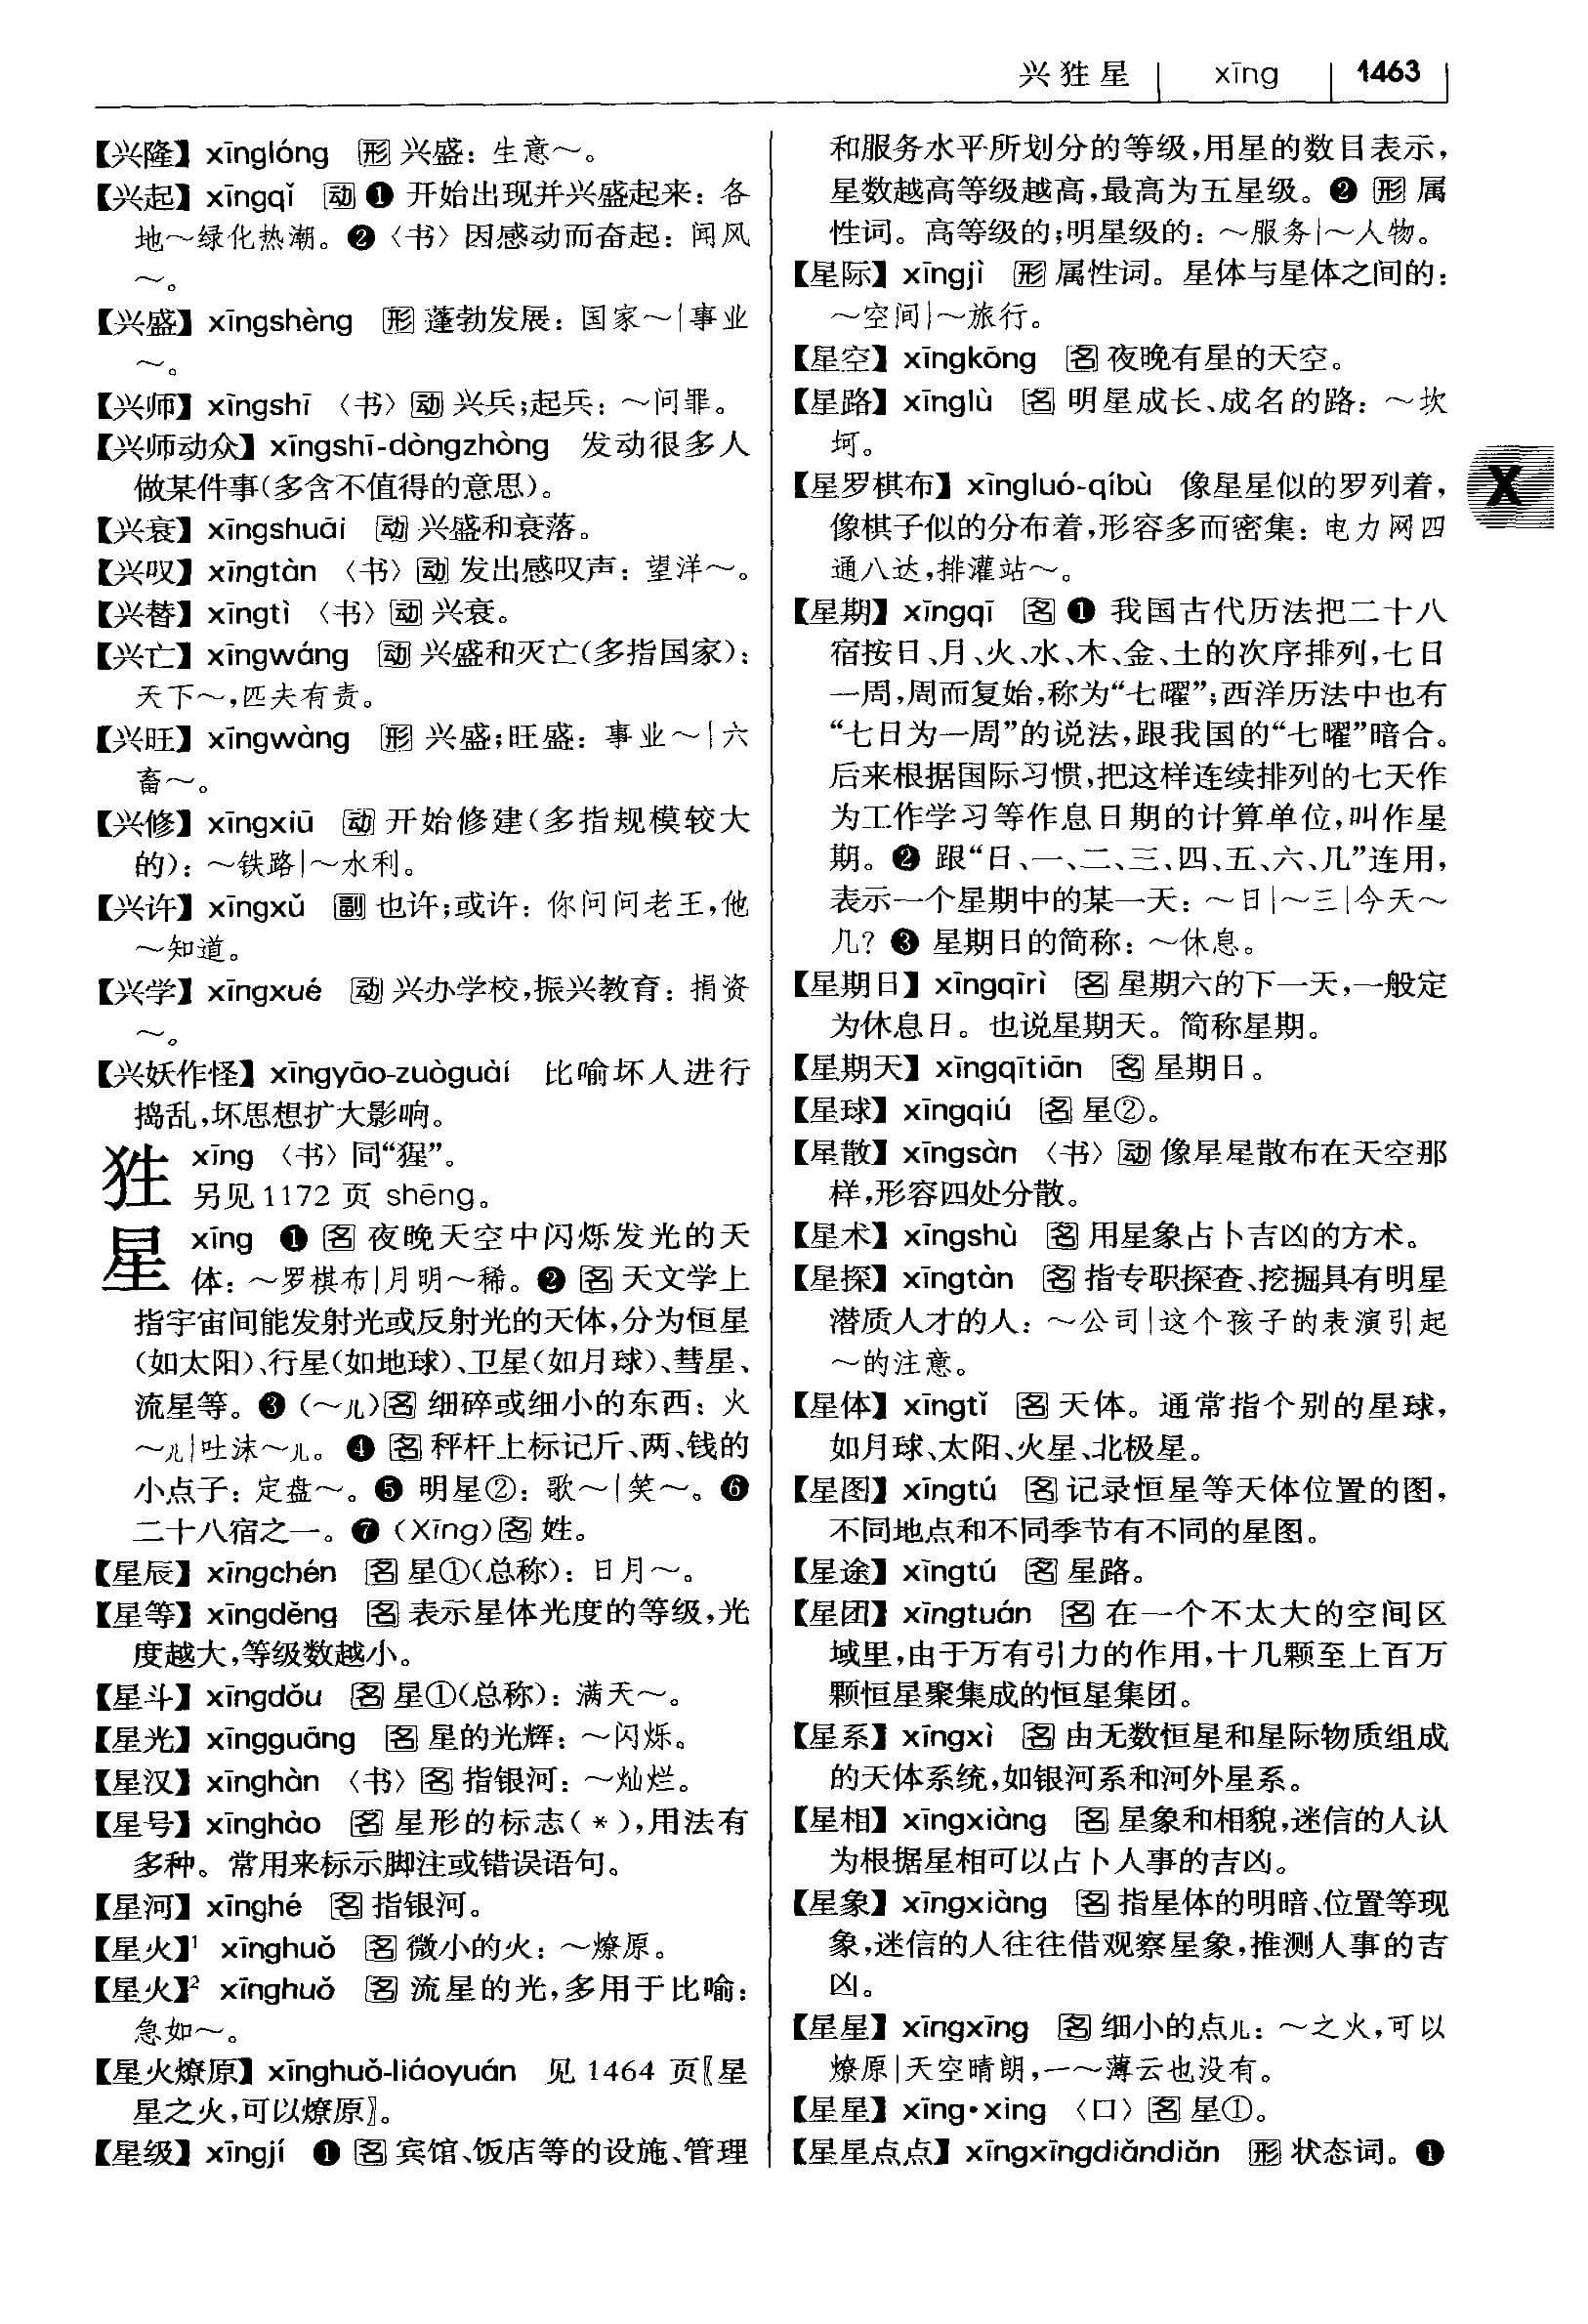 兴狌星 xīng 1463
【兴隆】xīnglóng 形 兴盛：生意～。
【兴起】xīngqǐ 动 ❶ 开始出现并兴盛起来：各
地～绿化热潮。❷〈书〉因感动而奋起：闻风
～。
【兴盛】xīngshèng 形 蓬勃发展：国家～|事业
～。
【兴师】xīngshī〈书〉动 兴兵;起兵：～问罪。
【兴师动众】xīngshī-dòngzhòng 发动很多人
做某件事(多含不值得的意思)。
【兴衰】xīngshuāi 动 兴盛和衰落。
【兴叹】xīngtàn〈书〉动 发出感叹声：望洋～。
【兴替】xīngtì〈书〉动 兴衰。
【兴亡】xīngwáng 动 兴盛和灭亡(多指国家)：
天下～,匹夫有责。
【兴旺】xīngwàng 形 兴盛;旺盛：事业～|六
畜～。
【兴修】xīngxiū 动 开始修建(多指规模较大
的)：～铁路|～水利。
【兴许】xīngxǔ 副 也许;或许：你问问老王,他
～知道。
【兴学】xīngxué 动 兴办学校,振兴教育：捐资
～。
【兴妖作怪】xīngyāo-zuòguài 比喻坏人进行
捣乱,坏思想扩大影响。
狌 xīng〈书〉同“猩”。
另见1172页 shēng。
星 xīng ❶ 名 夜晚天空中闪烁发光的天
体：～罗棋布|月明～稀。❷ 名 天文学上
指宇宙间能发射光或反射光的天体,分为恒星
(如太阳)、行星(如地球)、卫星(如月球)、彗星、
流星等。❸(～儿)名 细碎或细小的东西：火
～儿|吐沫～儿。❹ 名 秤杆上标记斤、两、钱的
小点子：定盘～。❺ 明星②：歌～|笑～。❻
二十八宿之一。❼(Xīng)名 姓。
【星辰】xīngchén 名 星①(总称)：日月～。
【星等】xīngděng 名 表示星体光度的等级,光
度越大,等级数越小。
【星斗】xīngdǒu 名 星①(总称)：满天～。
【星光】xīngguāng 名 星的光辉：～闪烁。
【星汉】xīnghàn〈书〉名 指银河：～灿烂。
【星号】xīnghào 名 星形的标志(*),用法有
多种。常用来标示脚注或错误语句。
【星河】xīnghé 名 指银河。
【星火】¹ xīnghuǒ 名 微小的火：～燎原。
【星火】² xīnghuǒ 名 流星的光,多用于比喻：
急如～。
【星火燎原】xīnghuǒ-liáoyuán 见1464页〖星
星之火,可以燎原〗。
【星级】xīngjí ❶ 名 宾馆、饭店等的设施、管理
和服务水平所划分的等级,用星的数目表示,
星数越高等级越高,最高为五星级。❷ 形 属
性词。高等级的;明星级的：～服务|～人物。
【星际】xīngjì 形 属性词。星体与星体之间的：
～空间|～旅行。
【星空】xīngkōng 名 夜晚有星的天空。
【星路】xīnglù 名 明星成长、成名的路：～坎
坷。
【星罗棋布】xīngluó-qíbù 像星星似的罗列着,
像棋子似的分布着,形容多而密集：电力网四
通八达,排灌站～。
X
【星期】xīngqī 名 ❶ 我国古代历法把二十八
宿按日、月、火、水、木、金、土的次序排列,七日
一周,周而复始,称为“七曜”;西洋历法中也有
“七日为一周”的说法,跟我国的“七曜”暗合。
后来根据国际习惯,把这样连续排列的七天作
为工作学习等作息日期的计算单位,叫作星
期。❷ 跟“日、一、二、三、四、五、六、几”连用,
表示一个星期中的某一天：～日|～三|今天～
几? ❸ 星期日的简称：～休息。
【星期日】xīngqīrì 名 星期六的下一天,一般定
为休息日。也说星期天。简称星期。
【星期天】xīngqītiān 名 星期日。
【星球】xīngqiú 名 星②。
【星散】xīngsàn〈书〉动 像星星散布在天空那
样,形容四处分散。
【星术】xīngshù 名 用星象占卜吉凶的方术。
【星探】xīngtàn 名 指专职探查、挖掘具有明星
潜质人才的人：～公司|这个孩子的表演引起
～的注意。
【星体】xīngtǐ 名 天体。通常指个别的星球,
如月球、太阳、火星、北极星。
【星图】xīngtú 名 记录恒星等天体位置的图,
不同地点和不同季节有不同的星图。
【星途】xīngtú 名 星路。
【星团】xīngtuán 名 在一个不太大的空间区
域里,由于万有引力的作用,十几颗至上百万
颗恒星聚集成的恒星集团。
【星系】xīngxì 名 由无数恒星和星际物质组成
的天体系统,如银河系和河外星系。
【星相】xīngxiàng 名 星象和相貌,迷信的人认
为根据星相可以占卜人事的吉凶。
【星象】xīngxiàng 名 指星体的明暗、位置等现
象,迷信的人往往借观察星象,推测人事的吉
凶。
【星星】xīngxīng 名 细小的点儿：～之火,可以
燎原|天空晴朗,一～薄云也没有。
【星星】xīng•xing〈口〉名 星①。
【星星点点】xīngxīngdiǎndiǎn 形 状态词。❶